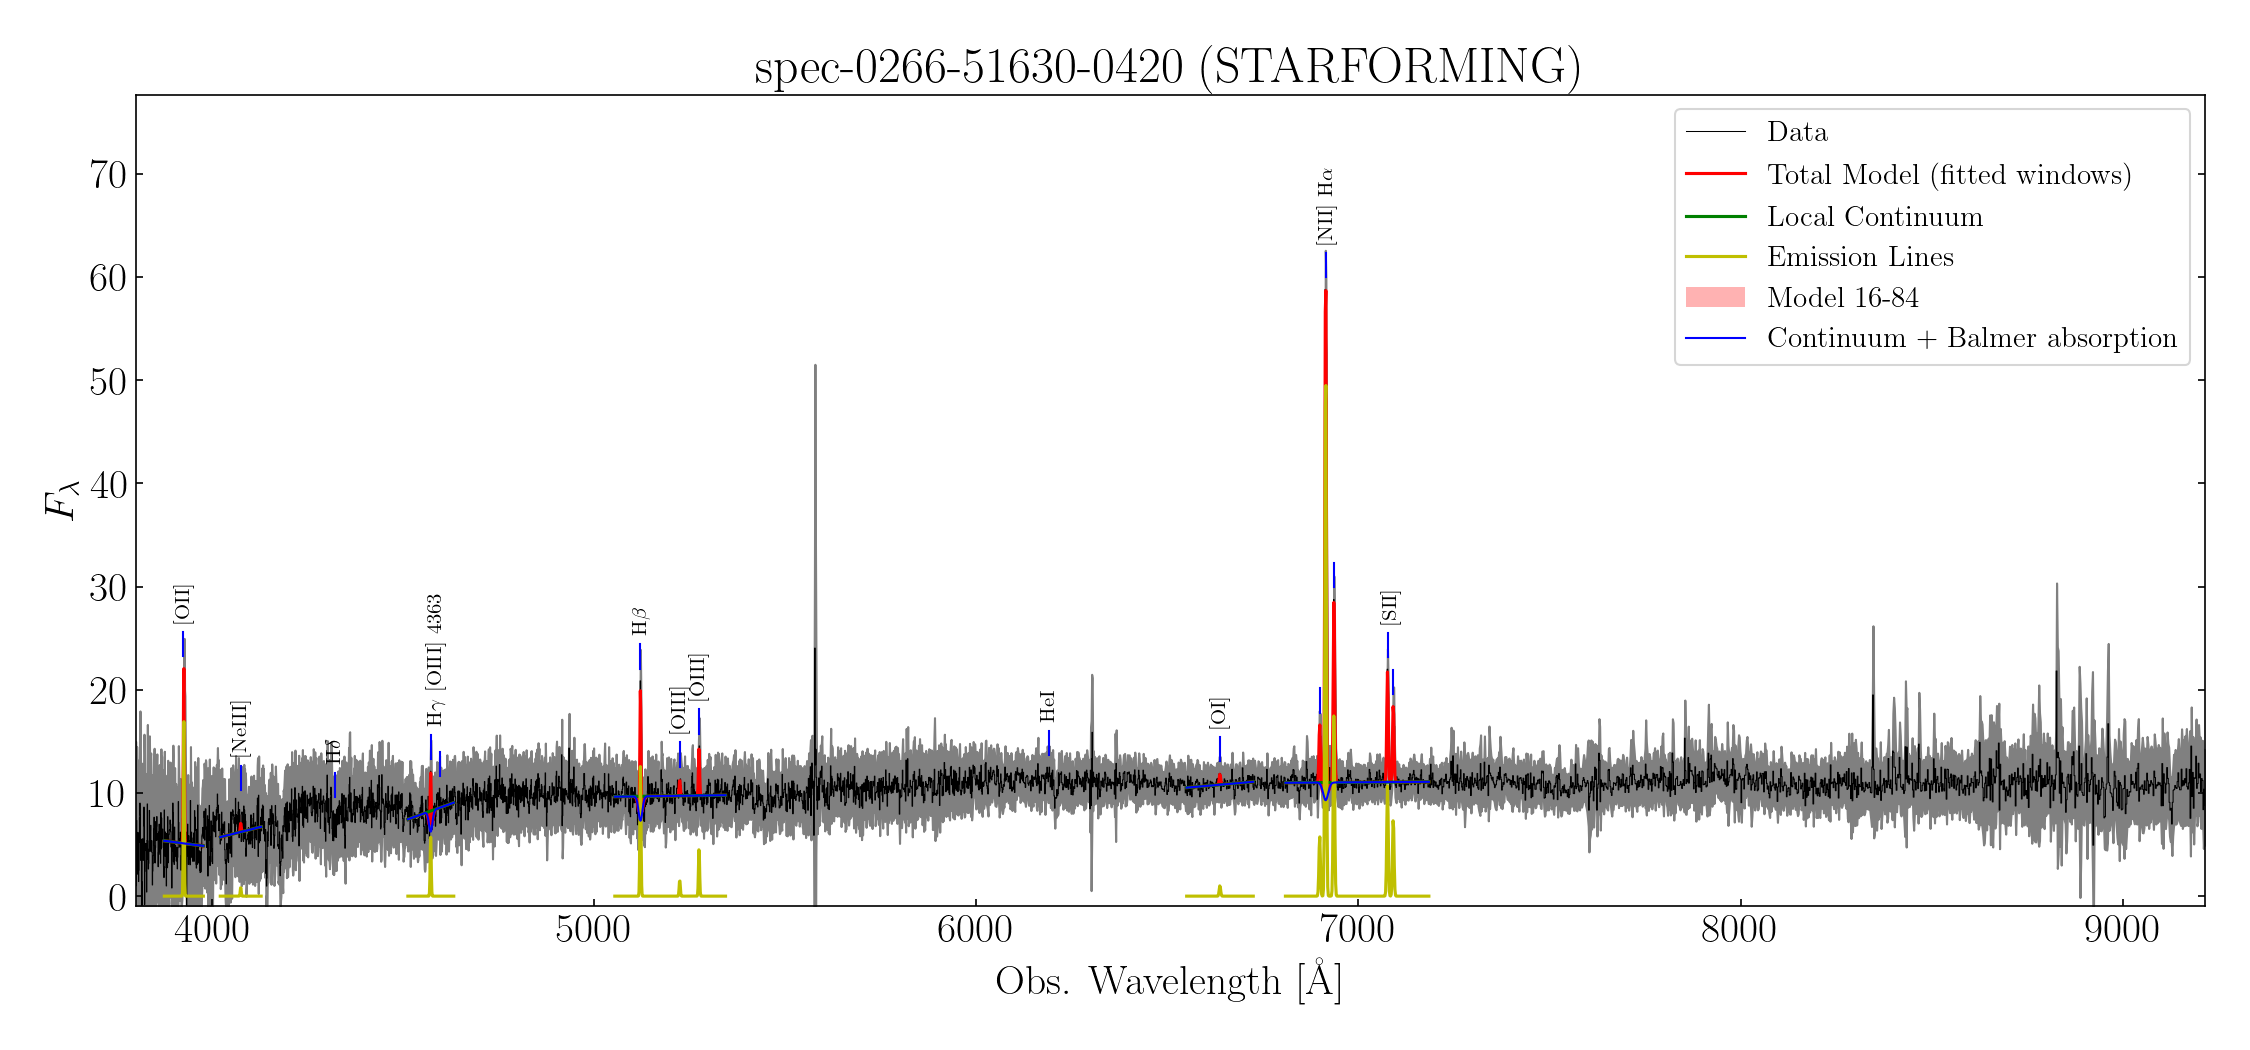 spec-0266-51630-0420 (STARFORMING)
Data
Total Model (fitted windows)
Local Continuum
Emission Lines
Model 16-84
Continuum + Balmer absorption
[OII]
[NeIII]
Hδ
Hγ [OIII] 4363
Hβ
[OIII]
[OIII]
HeI
[OI]
[NII] Hα
[SII]
70
60
50
40
30
20
10
0
Fλ
4000 5000 6000 7000 8000 9000
Obs. Wavelength [Å]